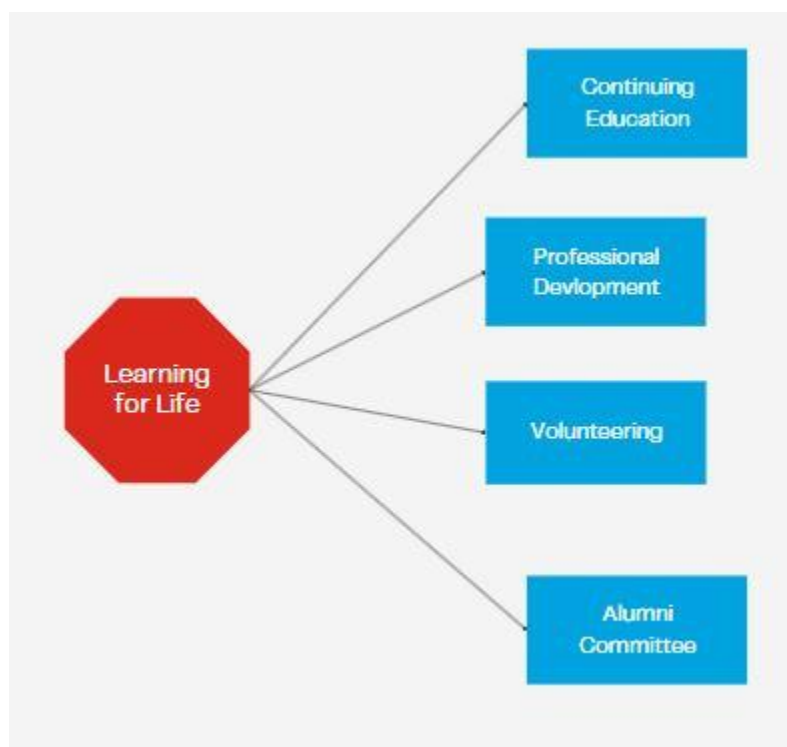 Continuing
Education
Professional
Devlopment
Learning
for Life
Volunteering
Alumni
Committee